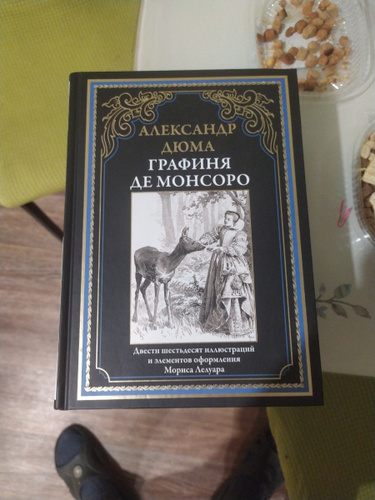 АЛЕКСАНДР
ДЮМА
ГРАФИНЯ
ДЕ МОНСОРО
Двести шестьдесят иллюстраций
и элементов оформления
Мориса Лелуара